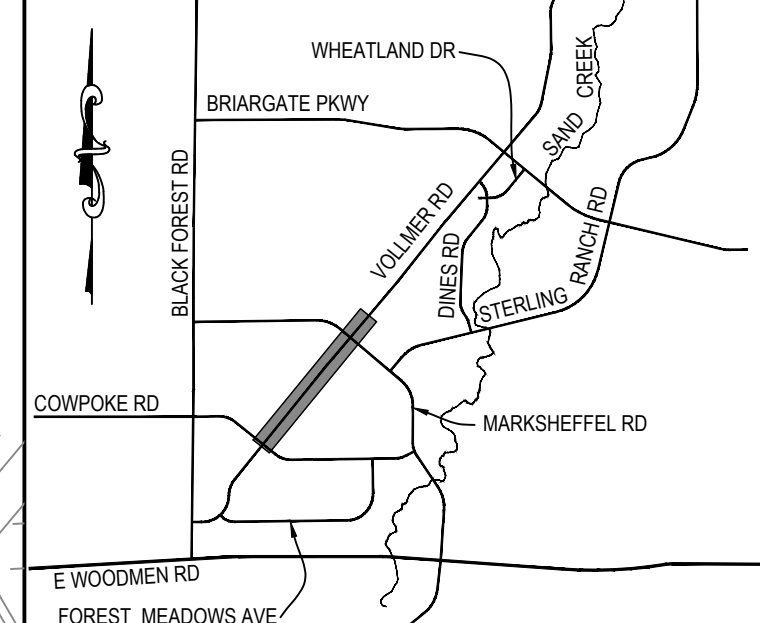 WHEATLAND DR
SAND CREEK
BRIARGATE PKWY
BLACK FOREST RD
VOLLMER RD
DINES RD
STERLING RANCH RD
COWPOKE RD
MARKSHEFFEL RD
E WOODMEN RD
FOREST MEADOWS AVE